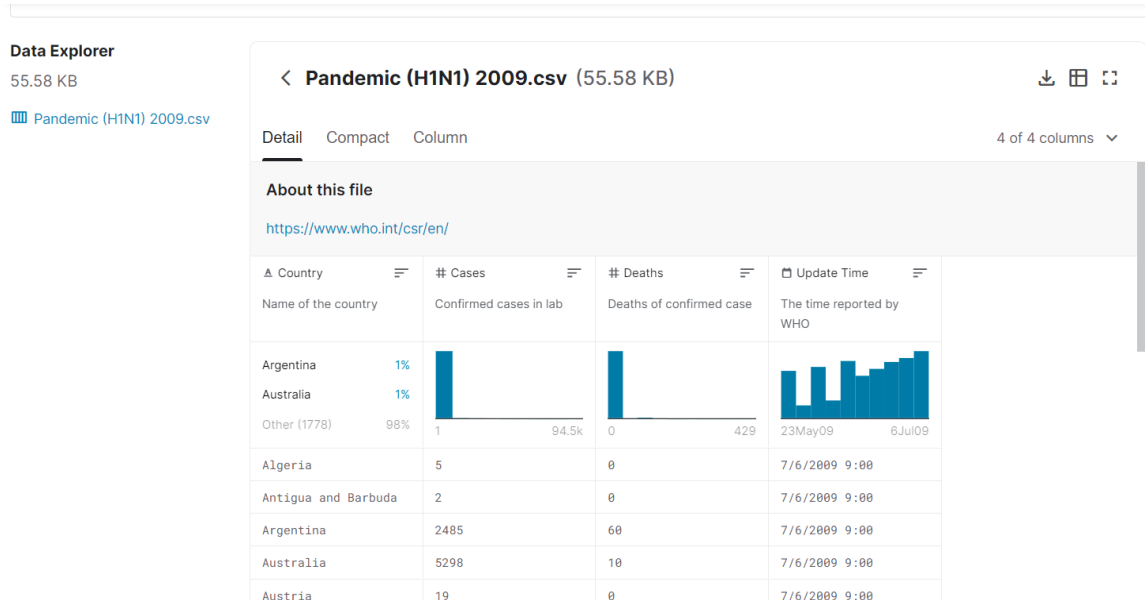 Data Explorer
55.58 KB
Pandemic (H1N1) 2009.csv
Pandemic (H1N1) 2009.csv (55.58 KB)
Detail Compact Column 4 of 4 columns
About this file
https://www.who.int/csr/en/
Country # Cases # Deaths Update Time
Name of the country Confirmed cases in lab Deaths of confirmed case The time reported by
WHO
Argentina 1%
Australia 1%
Other (1778) 98%
1 94.5k 0 429 23May09 6Jul09
Algeria 5 0 7/6/2009 9:00
Antigua and Barbuda 2 0 7/6/2009 9:00
Argentina 2485 60 7/6/2009 9:00
Australia 5298 10 7/6/2009 9:00
Austria 19 0 7/6/2009 9:00